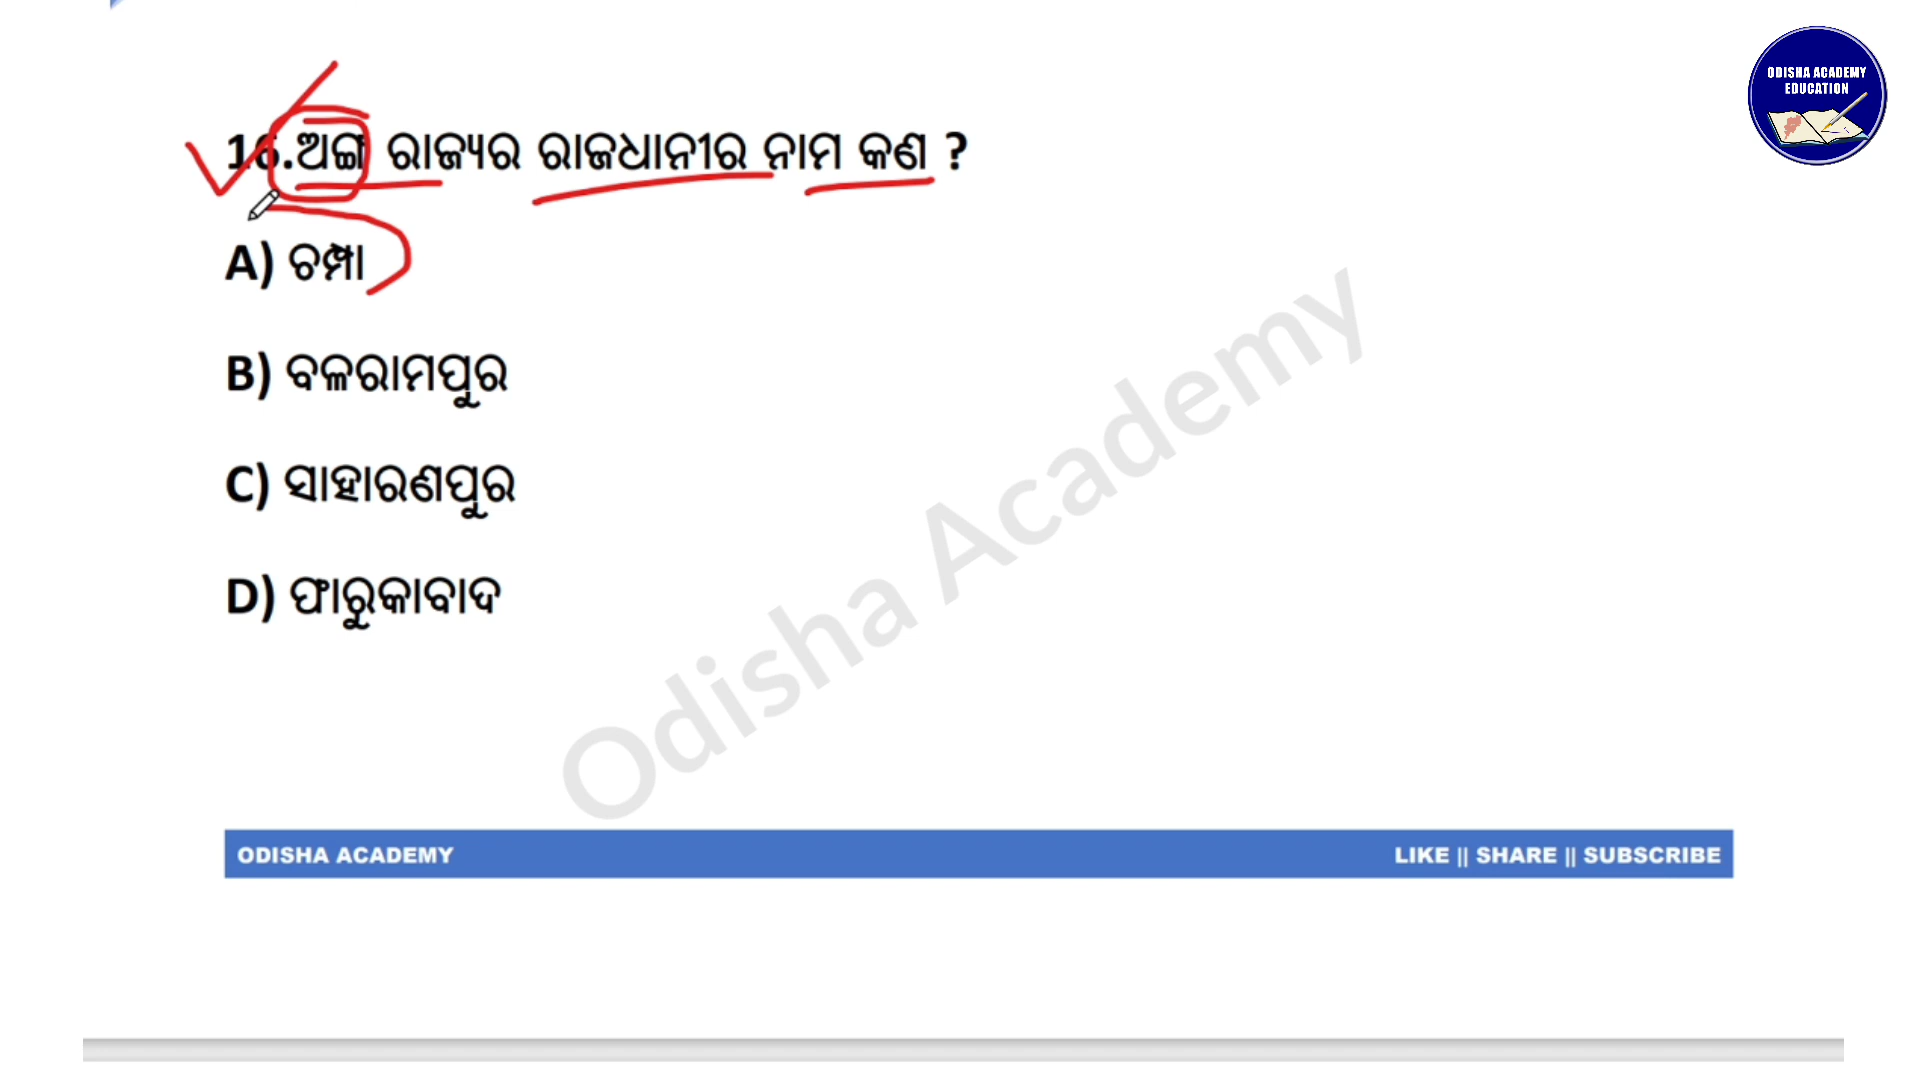 ODISHA ACADEMY
EDUCATION
16.ଅଙ୍ଗ ରାଜ୍ୟର ରାଜଧାନୀର ନାମ କଣ ?
A) ଚମ୍ପା
B) ବଳରାମପୁର
C) ସାହାରଣପୁର
D) ଫାରୁକାବାଦ
Odisha Academy
ODISHA ACADEMY
LIKE || SHARE || SUBSCRIBE